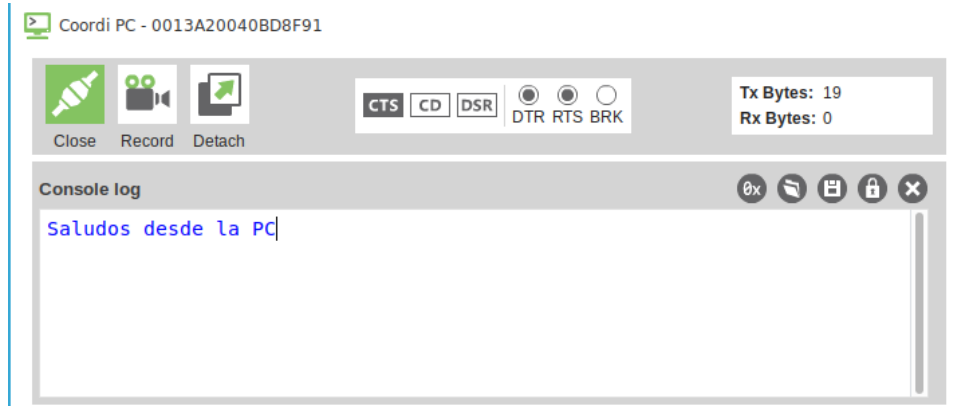 Coordi PC - 0013A20040BD8F91
Close Record Detach
CTS CD DSR DTR RTS BRK
Tx Bytes: 19
Rx Bytes: 0
Console log
0x
Saludos desde la PC